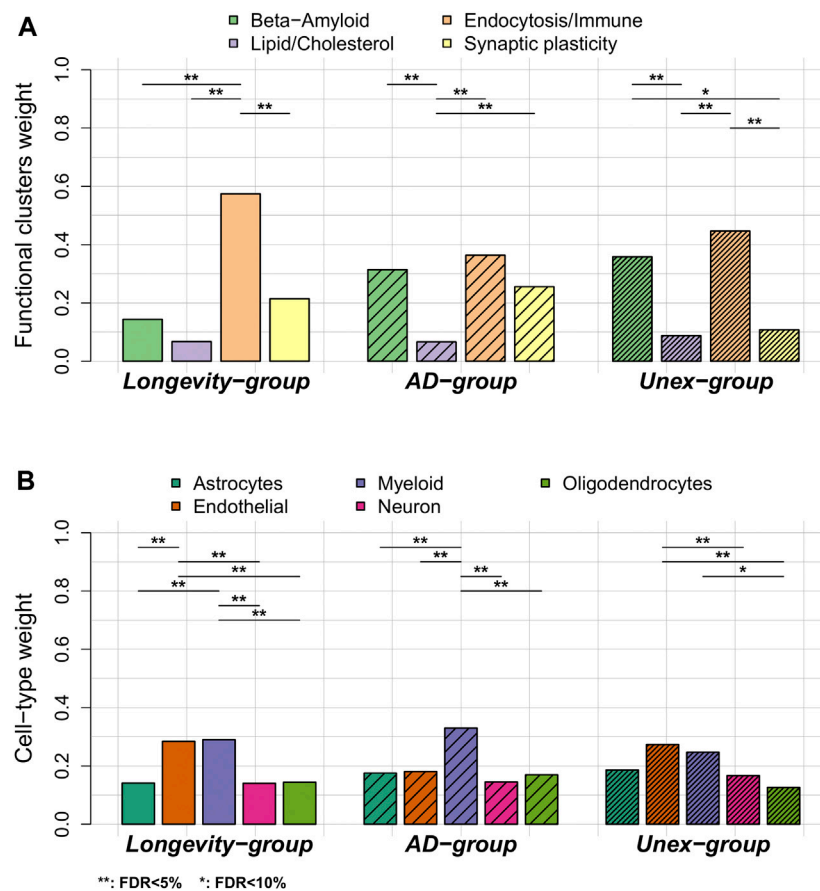 A
Beta−Amyloid Endocytosis/Immune
Lipid/Cholesterol Synaptic plasticity
Functional clusters weight
1.0
0.8
0.6
0.4
0.2
0.0
** ** **
** ** ** *
** ** **
**
Longevity−group AD−group Unex−group
B
Astrocytes Myeloid Oligodendrocytes
Endothelial Neuron
Cell−type weight
1.0
0.8
0.6
0.4
0.2
0.0
** ** **
** ** **
** ** *
** **
**
**
Longevity−group AD−group Unex−group
**: FDR<5% *: FDR<10%